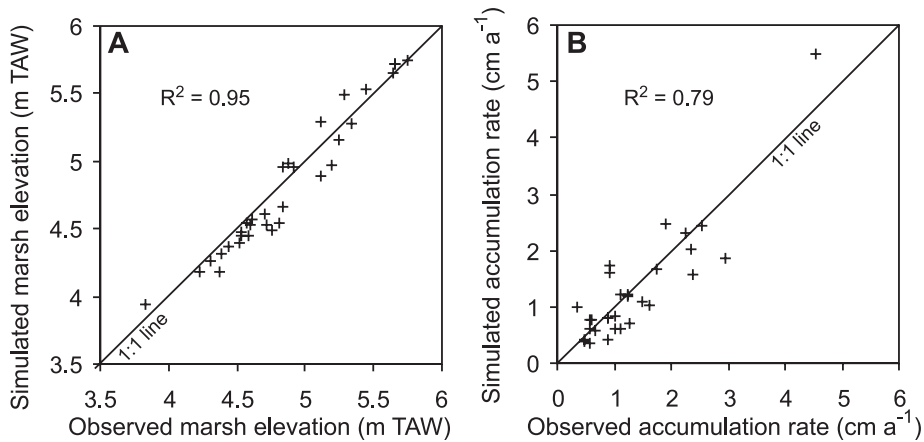 A
R² = 0.95
Simulated marsh elevation (m TAW)
6
5.5
5
4.5
4
3.5
1:1 line
3.5 4 4.5 5 5.5 6
Observed marsh elevation (m TAW)
B
R² = 0.79
Simulated accumulation rate (cm a⁻¹)
6
5
4
3
2
1
0
1:1 line
0 1 2 3 4 5 6
Observed accumulation rate (cm a⁻¹)